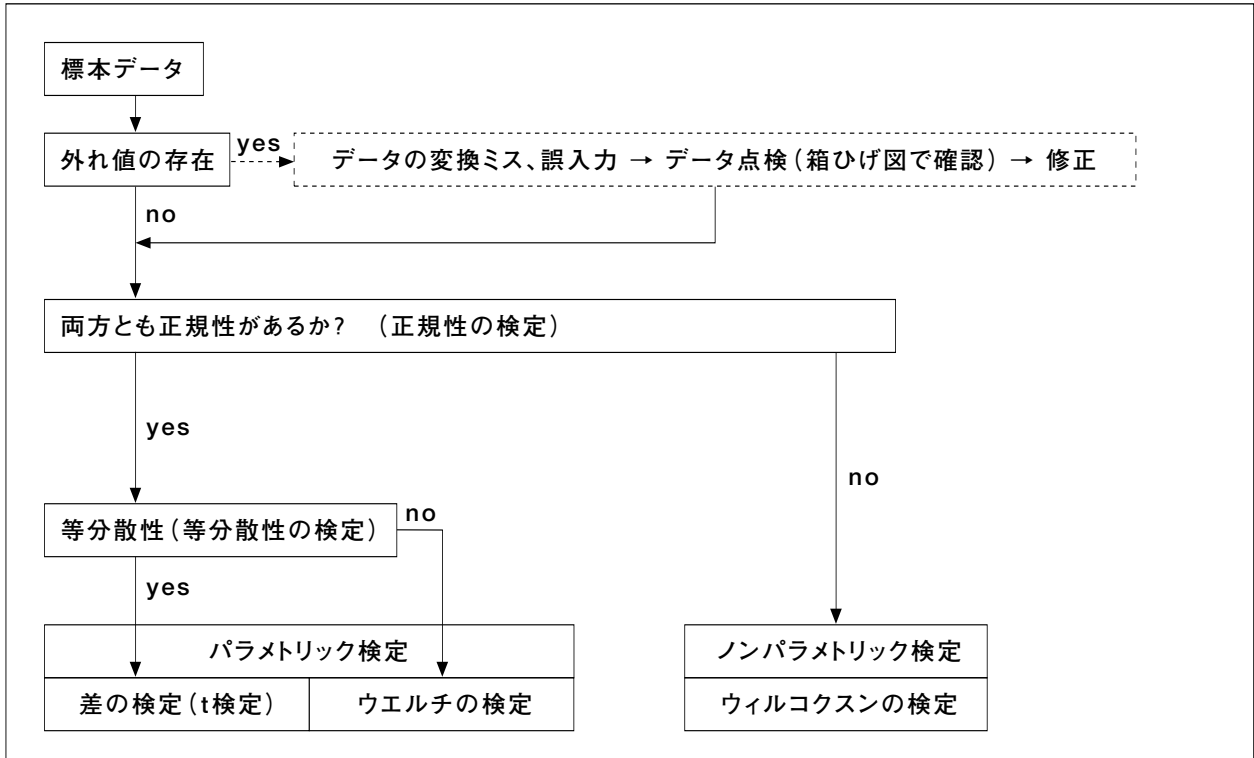 標本データ
外れ値の存在
yes
データの変換ミス、誤入力 → データ点検(箱ひげ図で確認) → 修正
no
両方とも正規性があるか? (正規性の検定)
yes
no
等分散性(等分散性の検定)
no
yes
パラメトリック検定
ノンパラメトリック検定
差の検定(t検定)
ウエルチの検定
ウィルコクスンの検定